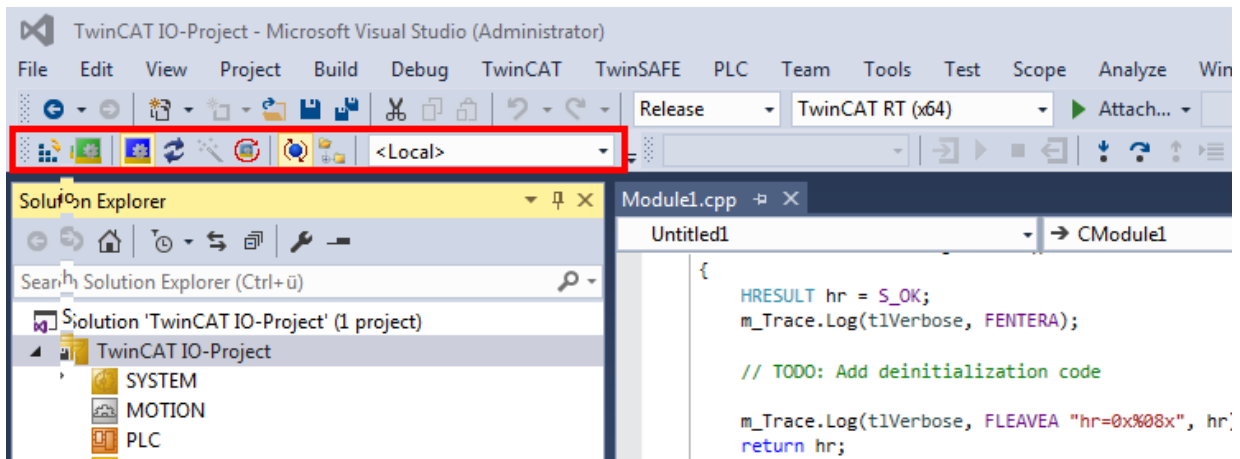 TwinCAT IO-Project - Microsoft Visual Studio (Administrator)
File Edit View Project Build Debug TwinCAT TwinSAFE PLC Team Tools Test Scope Analyze Win
Release TwinCAT RT (x64) Attach...
<Local>
Solution Explorer
Module1.cpp
Untitled1 CModule1
Search Solution Explorer (Ctrl+ü)
{
HRESULT hr = S_OK;
m_Trace.Log(tlVerbose, FENTERA);
Solution 'TwinCAT IO-Project' (1 project)
TwinCAT IO-Project
// TODO: Add deinitialization code
SYSTEM
MOTION
m_Trace.Log(tlVerbose, FLEAVEA "hr=0x%08x", hr)
PLC
return hr;